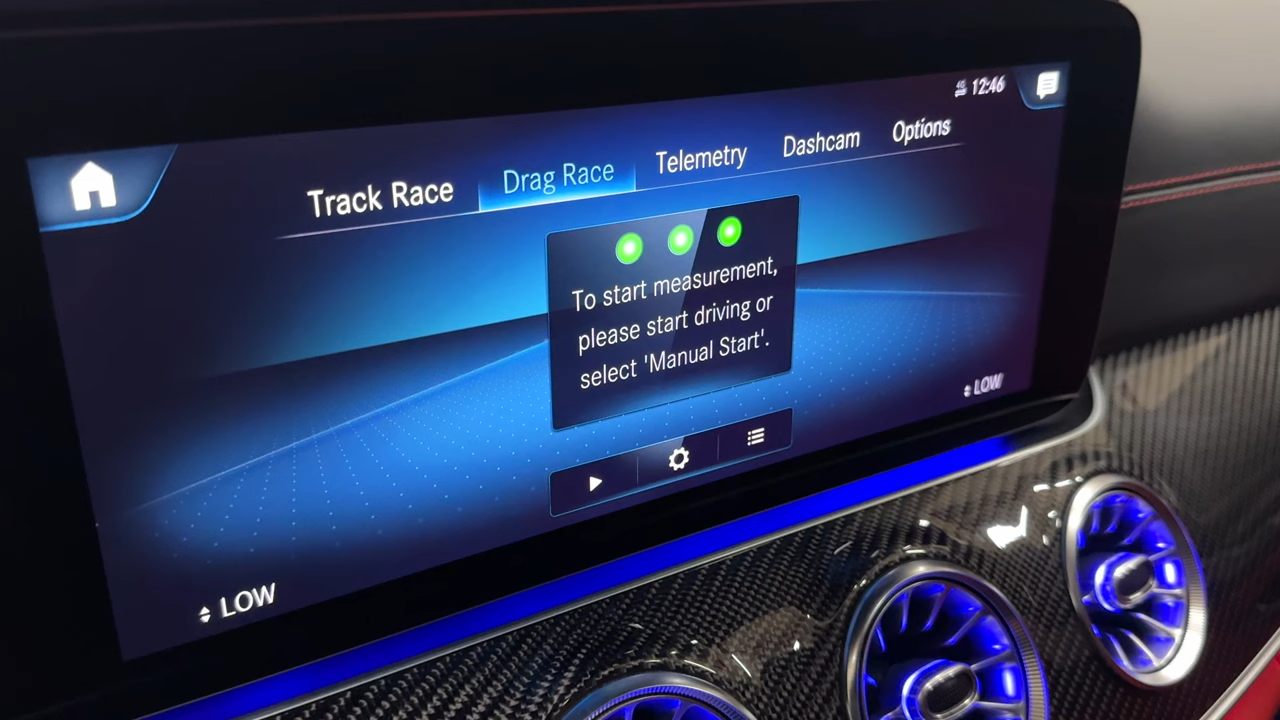 12:46
Track Race Drag Race Telemetry Dashcam Options
To start measurement,
please start driving or
select 'Manual Start'.
LOW
LOW